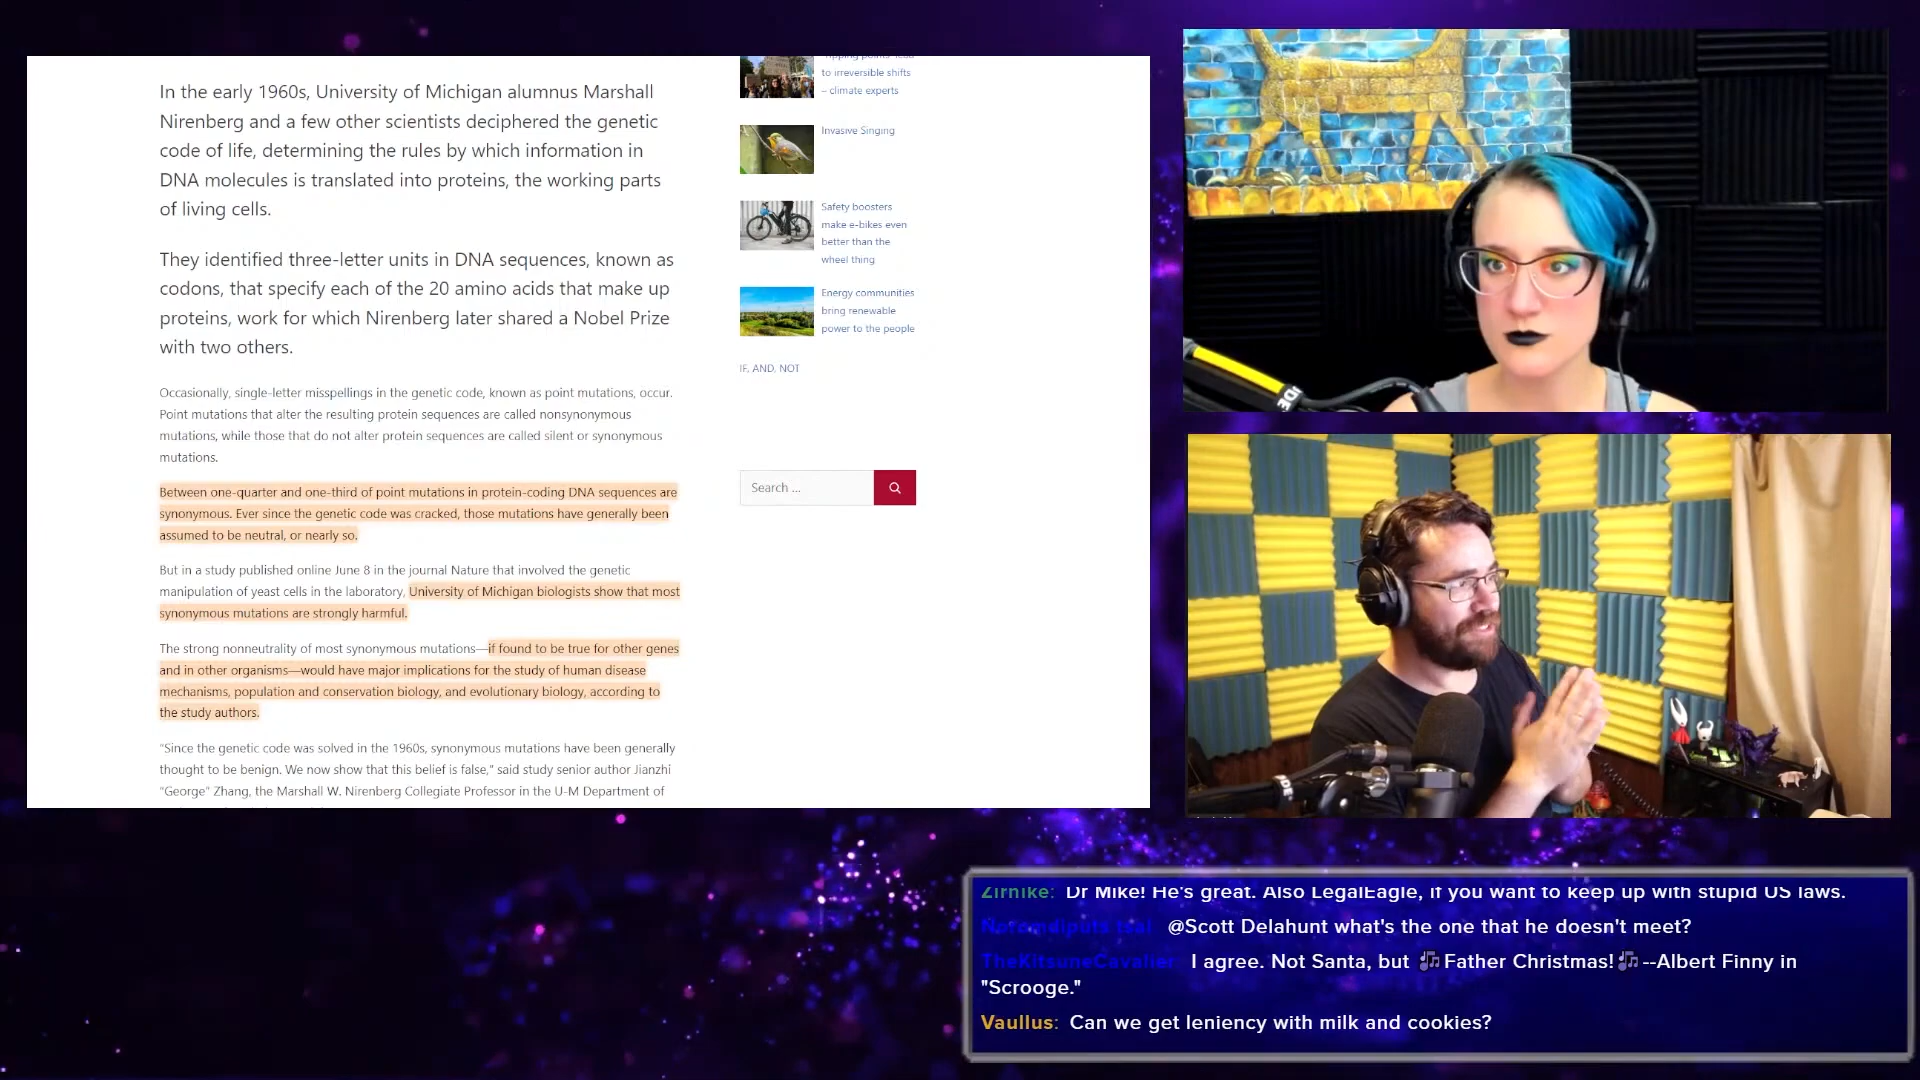 In the early 1960s, University of Michigan alumnus Marshall
Nirenberg and a few other scientists deciphered the genetic
code of life, determining the rules by which information in
DNA molecules is translated into proteins, the working parts
of living cells.
They identified three-letter units in DNA sequences, known as
codons, that specify each of the 20 amino acids that make up
proteins, work for which Nirenberg later shared a Nobel Prize
with two others.
Occasionally, single-letter misspellings in the genetic code, known as point mutations, occur.
Point mutations that alter the resulting protein sequences are called nonsynonymous
mutations, while those that do not alter protein sequences are called silent or synonymous
mutations.
Between one-quarter and one-third of point mutations in protein-coding DNA sequences are
synonymous. Ever since the genetic code was cracked, those mutations have generally been
assumed to be neutral, or nearly so.
But in a study published online June 8 in the journal Nature that involved the genetic
manipulation of yeast cells in the laboratory, University of Michigan biologists show that most
synonymous mutations are strongly harmful.
The strong nonneutrality of most synonymous mutations—if found to be true for other genes
and in other organisms—would have major implications for the study of human disease
mechanisms, population and conservation biology, and evolutionary biology, according to
the study authors.
"Since the genetic code was solved in the 1960s, synonymous mutations have been generally
thought to be benign. We now show that this belief is false," said study senior author Jianzhi
"George" Zhang, the Marshall W. Nirenberg Collegiate Professor in the U-M Department of
to irreversible shifts
– climate experts
Invasive Singing
Safety boosters
make e-bikes even
better than the
wheel thing
Energy communities
bring renewable
power to the people
IF, AND, NOT
Search ...
Zirnike: Dr Mike! He's great. Also LegalEagle, if you want to keep up with stupid US laws.
@Scott Delahunt what's the one that he doesn't meet?
TheKitsuneCavalier I agree. Not Santa, but 🎶Father Christmas!🎶--Albert Finny in
"Scrooge."
Vaullus: Can we get leniency with milk and cookies?